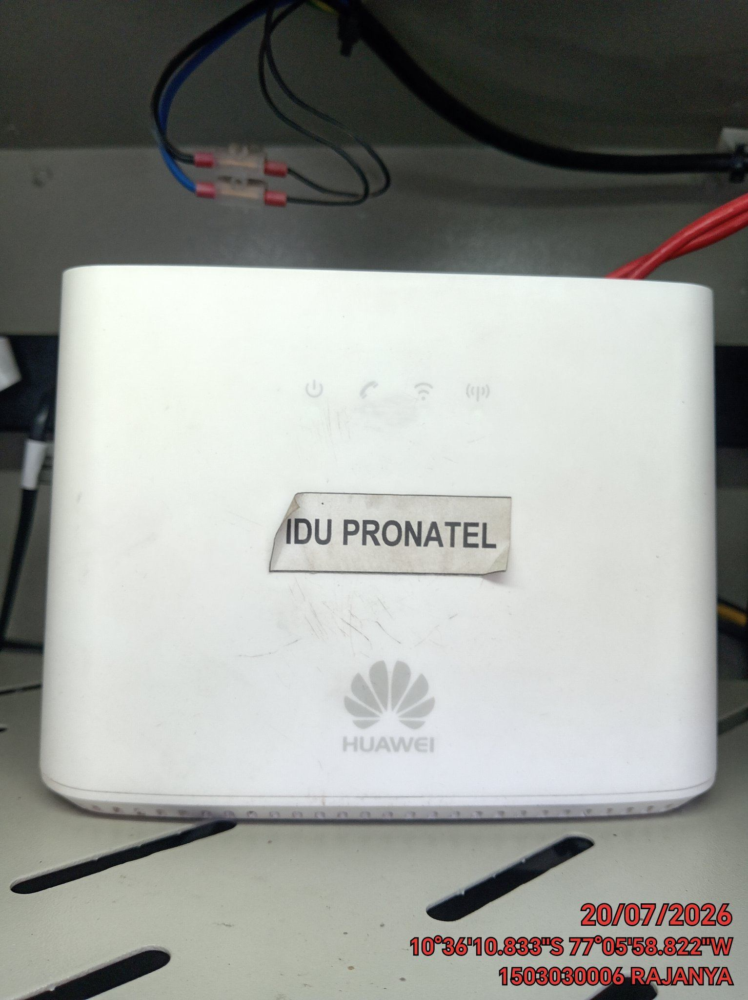 IDU PRONATEL
HUAWEI
20/07/2026
10°36'10.833"S 77°05'58.822"W
1503030006 RAJANYA